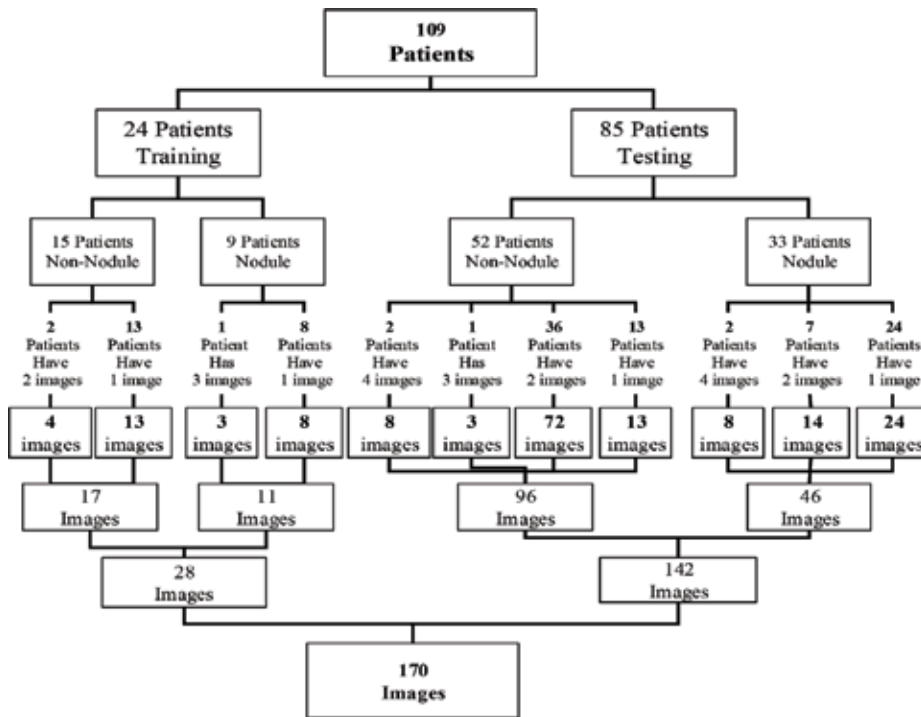 109
Patients
24 Patients
Training
85 Patients
Testing
15 Patients
Non-Nodule
9 Patients
Nodule
52 Patients
Non-Nodule
33 Patients
Nodule
2
Patients
Have
2 images
13
Patients
Have
1 image
1
Patient
Has
3 images
8
Patients
Have
1 image
2
Patients
Have
4 images
1
Patient
Has
3 images
36
Patients
Have
2 images
13
Patients
Have
1 image
2
Patients
Have
4 images
7
Patients
Have
2 images
24
Patients
Have
1 image
4
images
13
images
3
images
8
images
8
images
3
images
72
images
13
images
8
images
14
images
24
images
17
Images
11
Images
96
Images
46
Images
28
Images
142
Images
170
Images